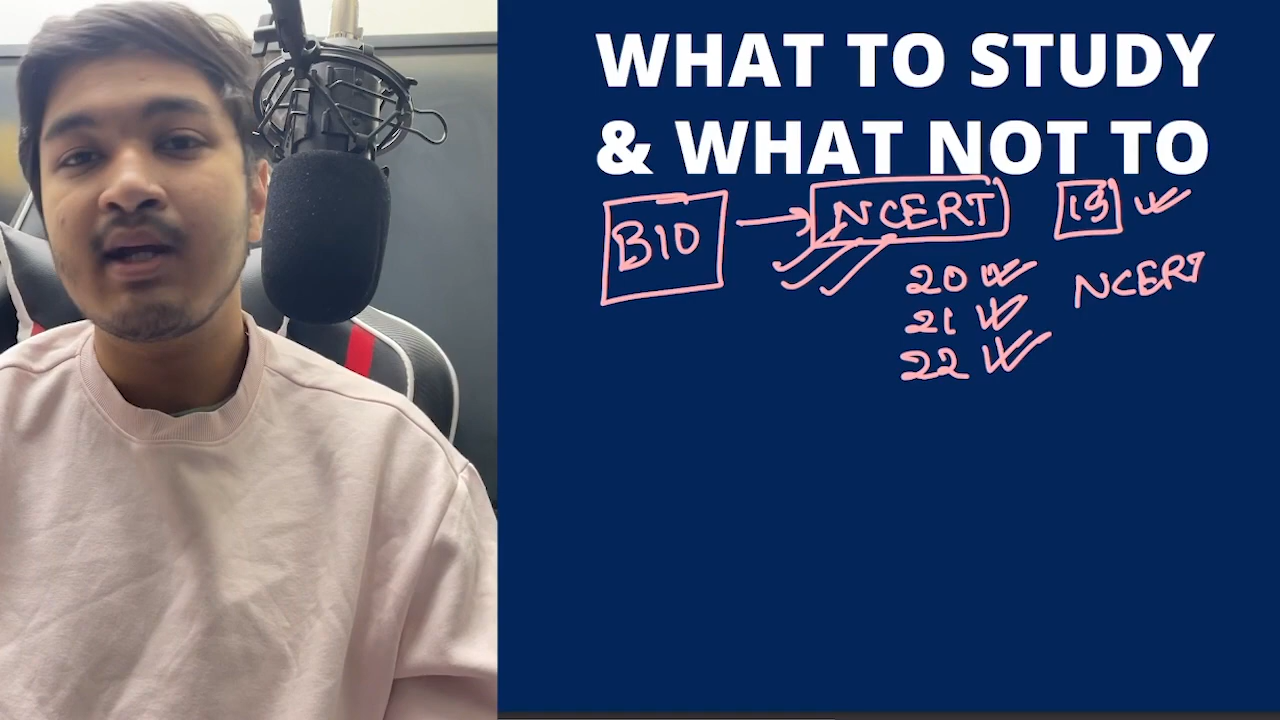 WHAT TO STUDY
& WHAT NOT TO
BIO → NCERT 19
20 NCERT
21
22